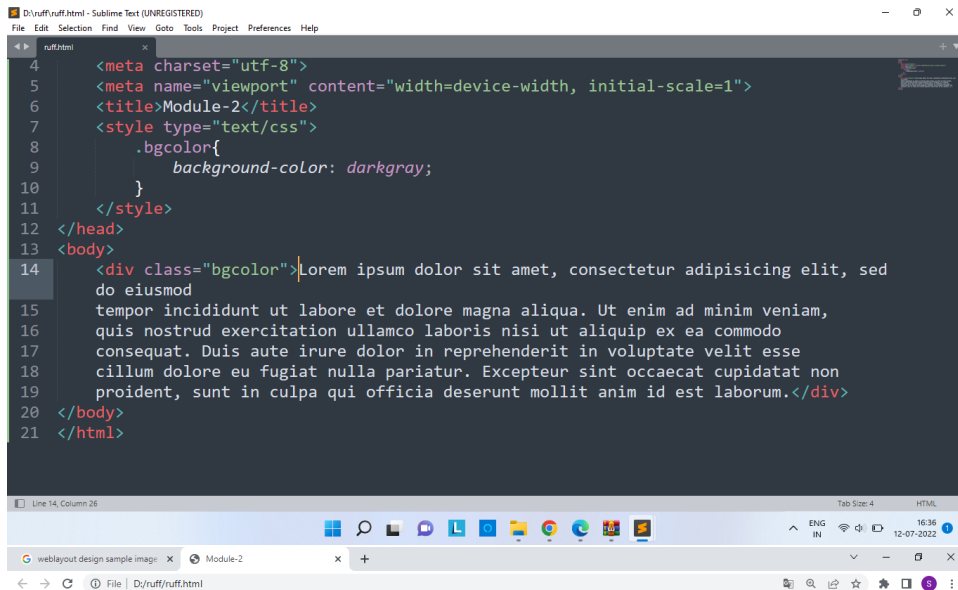 D:\ruff\ruff.html - Sublime Text (UNREGISTERED)
File Edit Selection Find View Goto Tools Project Preferences Help
ruff.html
4 <meta charset="utf-8">
5 <meta name="viewport" content="width=device-width, initial-scale=1">
6 <title>Module-2</title>
7 <style type="text/css">
8 .bgcolor{
9 background-color: darkgray;
10 }
11 </style>
12 </head>
13 <body>
14 <div class="bgcolor">Lorem ipsum dolor sit amet, consectetur adipisicing elit, sed
do eiusmod
15 tempor incididunt ut labore et dolore magna aliqua. Ut enim ad minim veniam,
16 quis nostrud exercitation ullamco laboris nisi ut aliquip ex ea commodo
17 consequat. Duis aute irure dolor in reprehenderit in voluptate velit esse
18 cillum dolore eu fugiat nulla pariatur. Excepteur sint occaecat cupidatat non
19 proident, sunt in culpa qui officia deserunt mollit anim id est laborum.</div>
20 </body>
21 </html>
Line 14, Column 26 Tab Size: 4 HTML
ENG 16:36
IN 12-07-2022 1
weblayout design sample image Module-2
File D:/ruff/ruff.html S